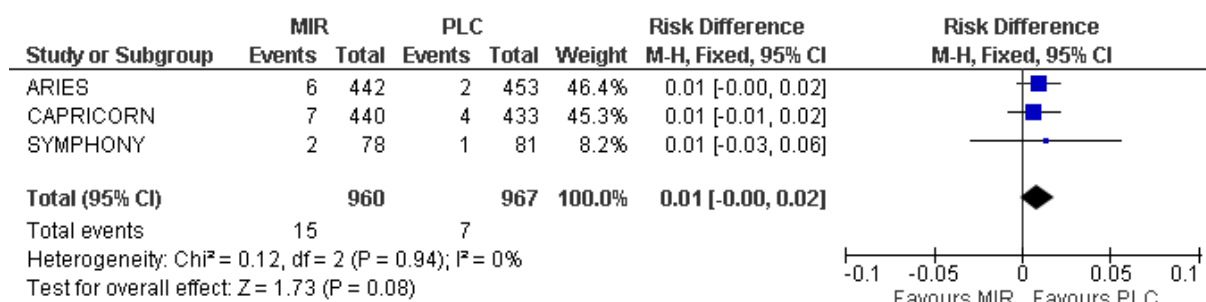 MIR PLC Risk Difference Risk Difference
Study or Subgroup Events Total Events Total Weight M-H, Fixed, 95% CI M-H, Fixed, 95% CI
ARIES 6 442 2 453 46.4% 0.01 [-0.00, 0.02]
CAPRICORN 7 440 4 433 45.3% 0.01 [-0.01, 0.02]
SYMPHONY 2 78 1 81 8.2% 0.01 [-0.03, 0.06]
Total (95% CI) 960 967 100.0% 0.01 [-0.00, 0.02]
Total events 15 7
Heterogeneity: Chi² = 0.12, df = 2 (P = 0.94); I² = 0%
Test for overall effect: Z = 1.73 (P = 0.08)
-0.1 -0.05 0 0.05 0.1
Favours MIR Favours PLC